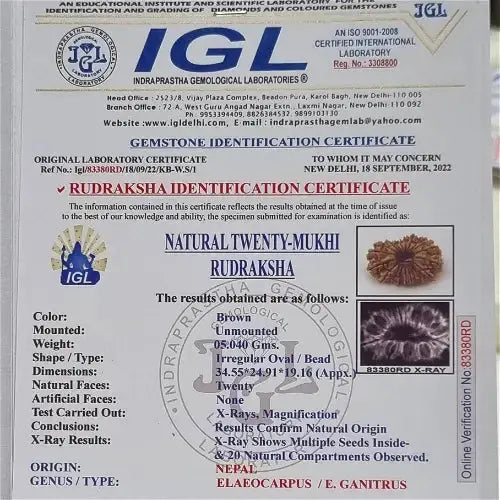 AN EDUCATIONAL INSTITUTE AND SCIENTIFIC LABORATORY FOR THE
IDENTIFICATION AND GRADING OF DIAMONDS AND COLOURED GEMSTONES
JGL
IGL
AN ISO 9001-2008
CERTIFIED INTERNATIONAL
LABORATORY
Reg. No.: 3308800
INDRAPRASTHA GEMOLOGICAL LABORATORIES ®
Head Office : 2523/8, Vijay Plaza Complex, Beadon Pura, Karol Bagh, New Delhi-110 005
Branch Office : 72 A, West Guru Angad Nagar Extn., Laxmi Nagar, New Delhi-110 092
Ph : 9953394409, 8826384532, 9899103130
Website : www.igldelhi.com, E-mail : indraprasthagemlab@yahoo.com
GEMSTONE IDENTIFICATION CERTIFICATE
ORIGINAL LABORATORY CERTIFICATE
TO WHOM IT MAY CONCERN
Ref No.: Igl/83380RD/18/09/22/KB-W.S/1
NEW DELHI, 18 SEPTEMBER, 2022
✓ RUDRAKSHA IDENTIFICATION CERTIFICATE
The information contained in this certificate reflects the results obtained at the time of issue
to the best of our knowledge and ability, the specimen submitted for examination is identified as:
IGL
NATURAL TWENTY-MUKHI
RUDRAKSHA
The results obtained are as follows:
Color: Brown
Mounted: Unmounted
Weight: 05.040 Gms.
Shape / Type: Irregular Oval / Bead
Dimensions: 34.55*24.91*19.16 (Appx.)
Natural Faces: Twenty
Artificial Faces: None
Test Carried Out: X-Rays, Magnification
Conclusions: Results Confirm Natural Origin
X-Ray Results: X-Ray Shows Multiple Seeds Inside-
& 20 Natural Compartments Observed.
ORIGIN: NEPAL
GENUS / TYPE: ELAEOCARPUS / E. GANITRUS
83380RD X-RAY
Online Verification No.83380RD
INDRAPRASTHA GEMOLOGICAL LABORATORY
JGL